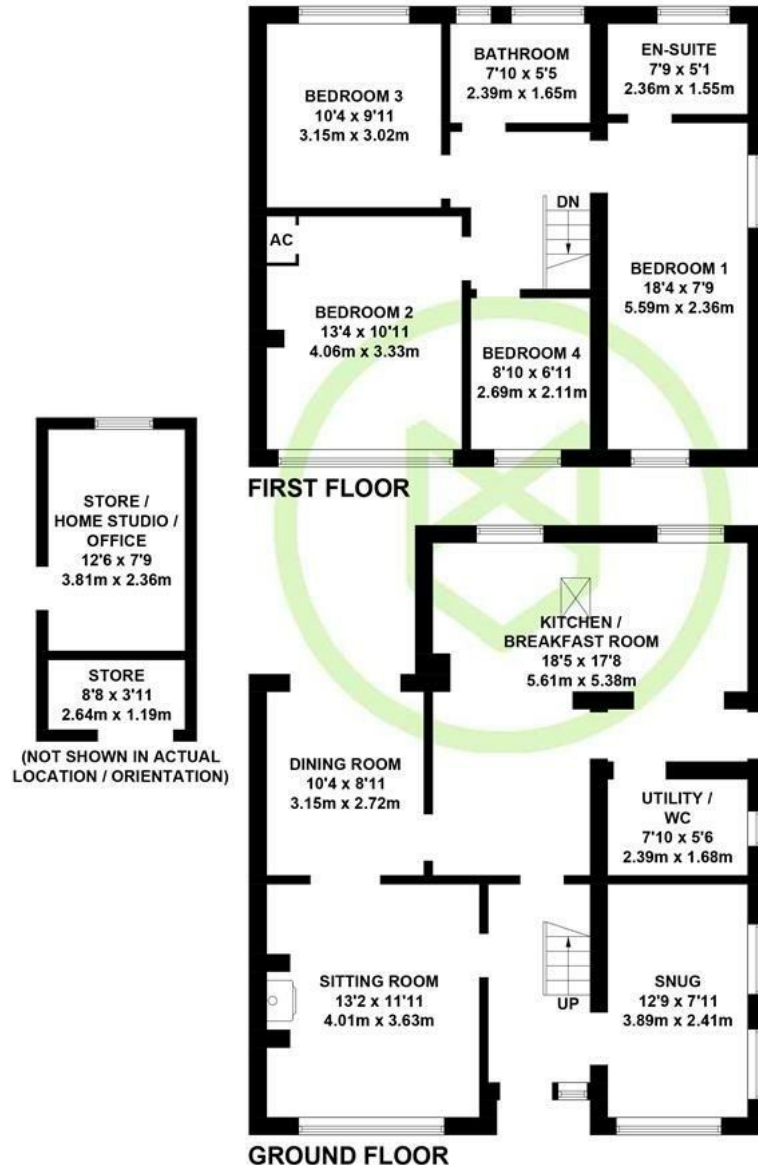 BEDROOM 3
10'4 x 9'11
3.15m x 3.02m
BATHROOM
7'10 x 5'5
2.39m x 1.65m
EN-SUITE
7'9 x 5'1
2.36m x 1.55m
DN
AC
BEDROOM 2
13'4 x 10'11
4.06m x 3.33m
BEDROOM 1
18'4 x 7'9
5.59m x 2.36m
BEDROOM 4
8'10 x 6'11
2.69m x 2.11m
FIRST FLOOR
STORE /
HOME STUDIO /
OFFICE
12'6 x 7'9
3.81m x 2.36m
STORE
8'8 x 3'11
2.64m x 1.19m
(NOT SHOWN IN ACTUAL
LOCATION / ORIENTATION)
KITCHEN /
BREAKFAST ROOM
18'5 x 17'8
5.61m x 5.38m
DINING ROOM
10'4 x 8'11
3.15m x 2.72m
UTILITY /
WC
7'10 x 5'6
2.39m x 1.68m
SITTING ROOM
13'2 x 11'11
4.01m x 3.63m
UP
SNUG
12'9 x 7'11
3.89m x 2.41m
GROUND FLOOR